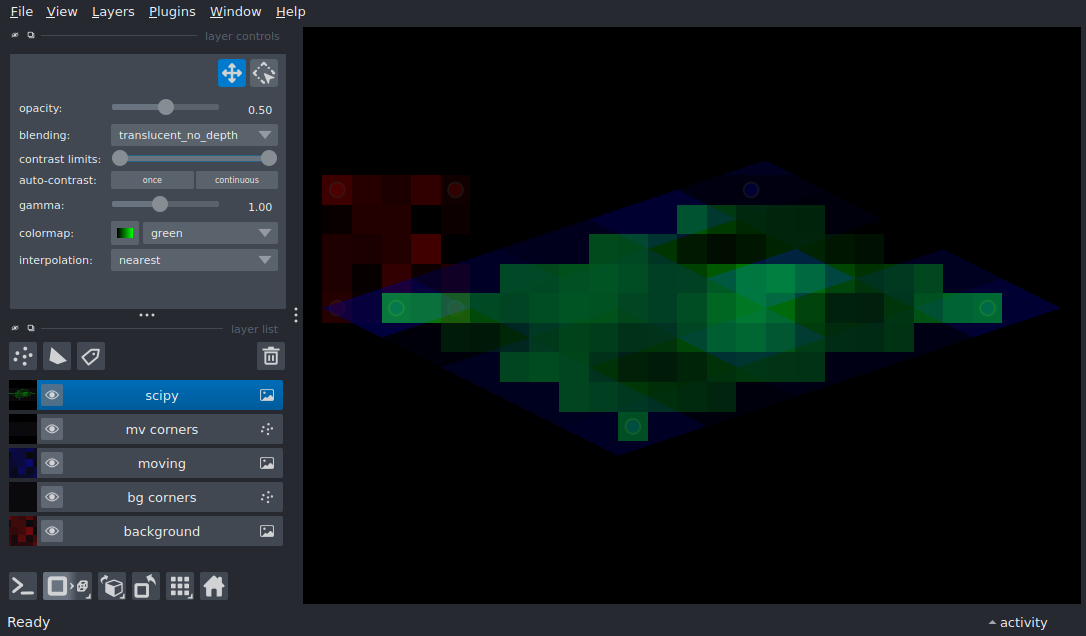 File View Layers Plugins Window Help
layer controls
opacity: 0.50
blending: translucent_no_depth
contrast limits:
auto-contrast: once continuous
gamma: 1.00
colormap: green
interpolation: nearest
layer list
scipy
mv corners
moving
bg corners
background
Ready activity